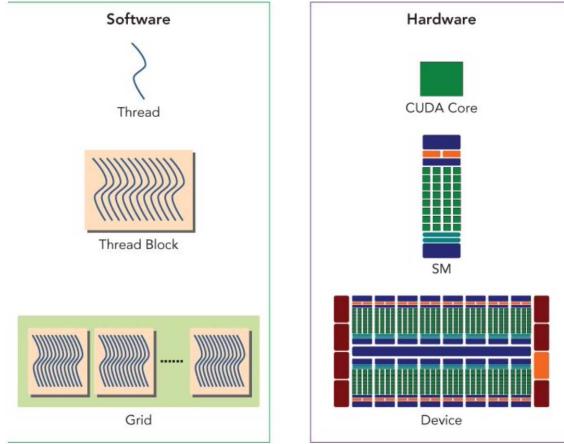 Software
Thread
Thread Block
......
Grid
Hardware
CUDA Core
SM
Device